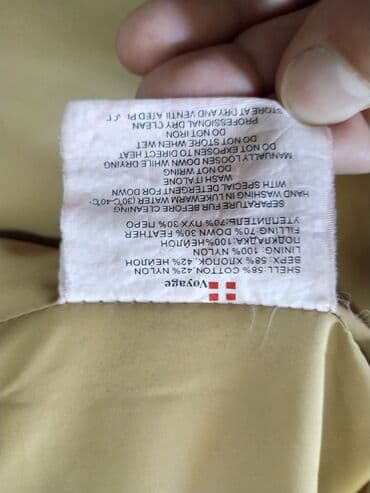 Voyage
SHELL:58% COTTON,42% NYLON
ВЕРХ: 58% ХЛОПОК, 42% НЕЙЛОН
LINING: 100% NYLON
ПОДКЛАДКА:100%НЕЙЛОН
FILLING:70% DOWN 30% FEATHER
УТЕПЛИТЕЛЬ:70% ПУХ 30% ПЕРО
SEPARATE FURTURE BEFORE CLEANING
HAND WASHING IN LUKEWARM WATER (30℃-40℃)
WITH SPECIAL DETERGENT FOR DOWN
WASH IT ALONE
DO NOT WRING
MANUALLY LOOSEN DOWN WHILE DRYING
DO NOT EXPOSEN TO DIRECT HEAT
DO NOT STORE WHEN WET
DO NOT IRON
PROFESSIONAL DRY CLEAN
STORE AT DRY AND VENTILATED